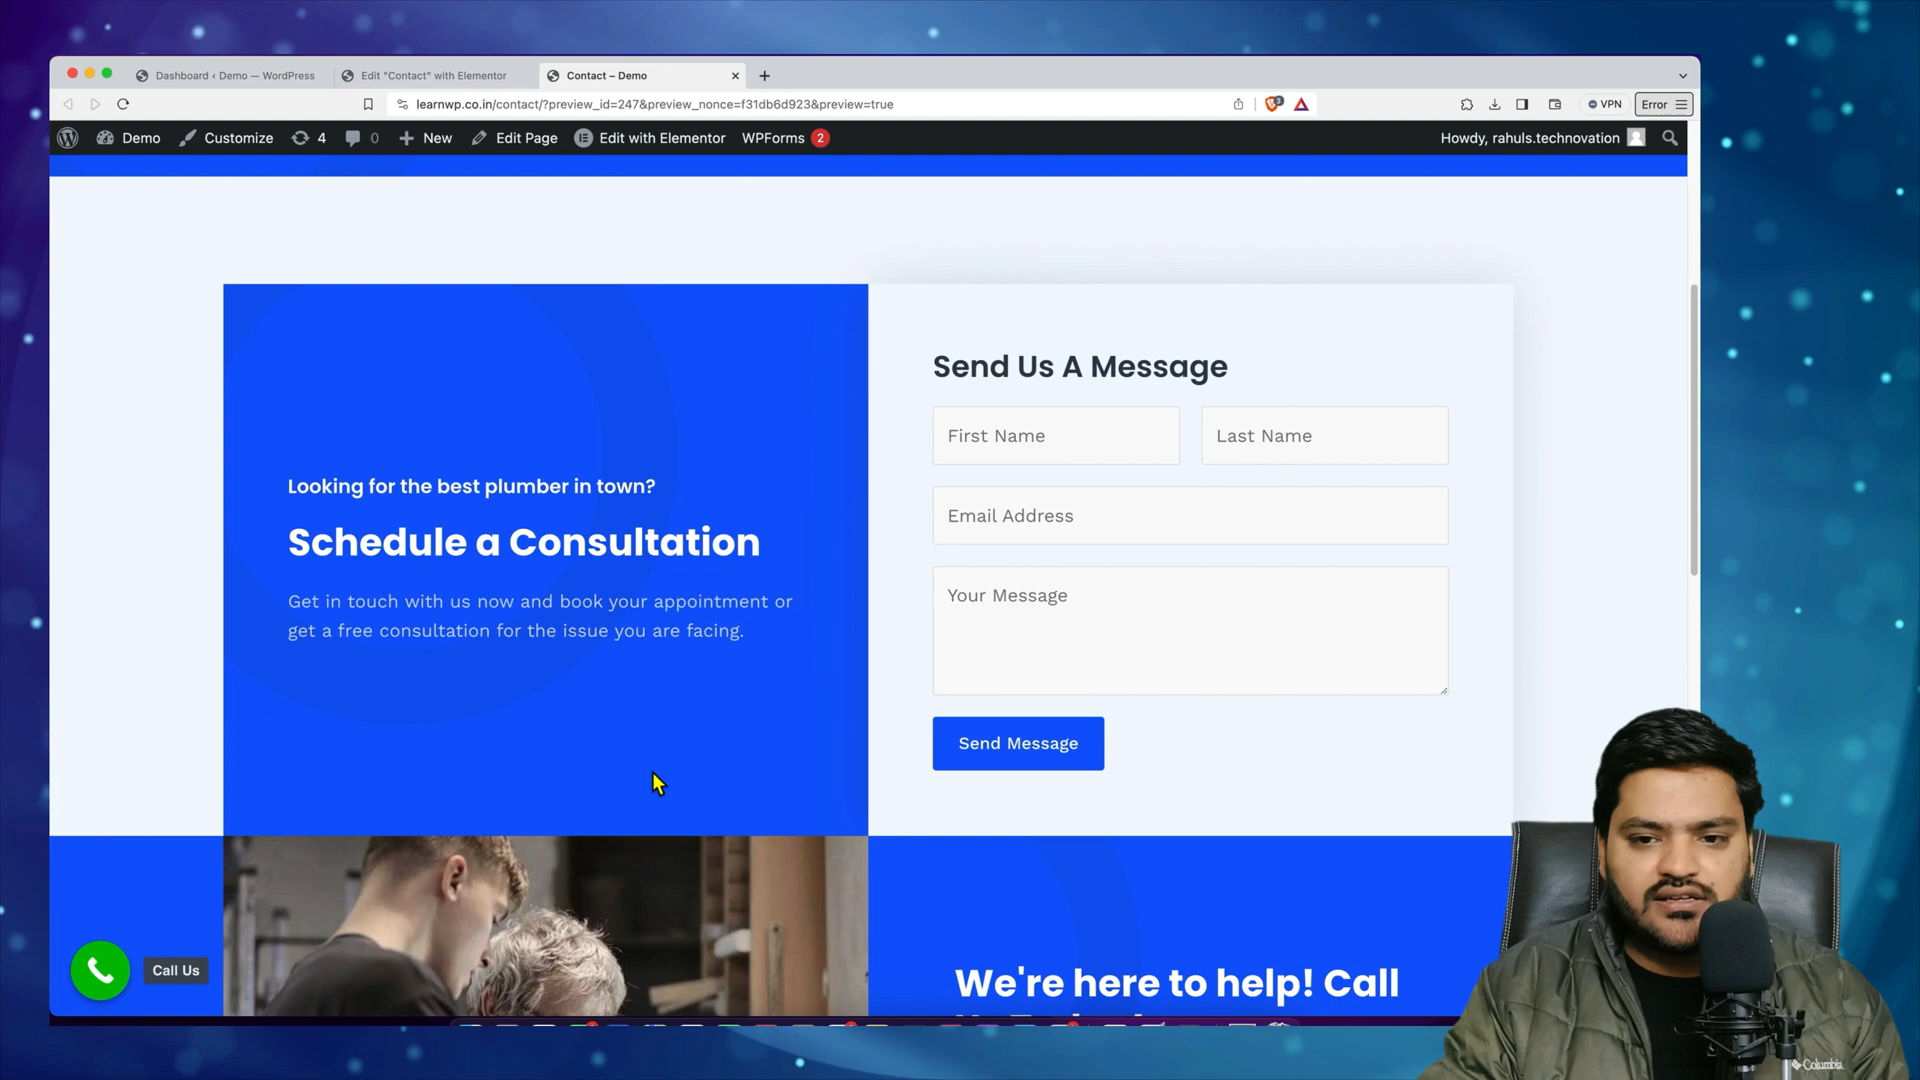 Dashboard ‹ Demo — WordPress
Edit "Contact" with Elementor
Contact – Demo
learnwp.co.in/contact/?preview_id=247&preview_nonce=f31db6d923&preview=true
3
VPN
Error
Demo
Customize
4
0
New
Edit Page
Edit with Elementor
WPForms 2
Howdy, rahuls.technovation
Looking for the best plumber in town?
Schedule a Consultation
Get in touch with us now and book your appointment or
get a free consultation for the issue you are facing.
Send Us A Message
First Name
Last Name
Email Address
Your Message
Send Message
Call Us
We're here to help! Call
Columbia